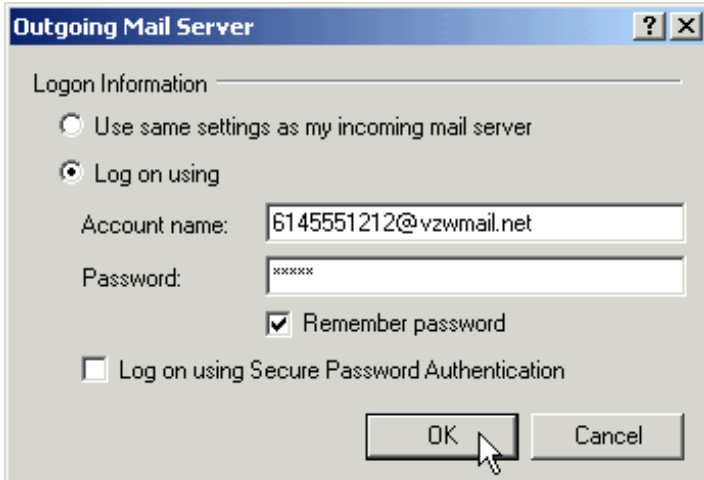 Outgoing Mail Server
Logon Information
Use same settings as my incoming mail server
Log on using
Account name: 6145551212@vzwmail.net
Password: *****
Remember password
Log on using Secure Password Authentication
OK Cancel